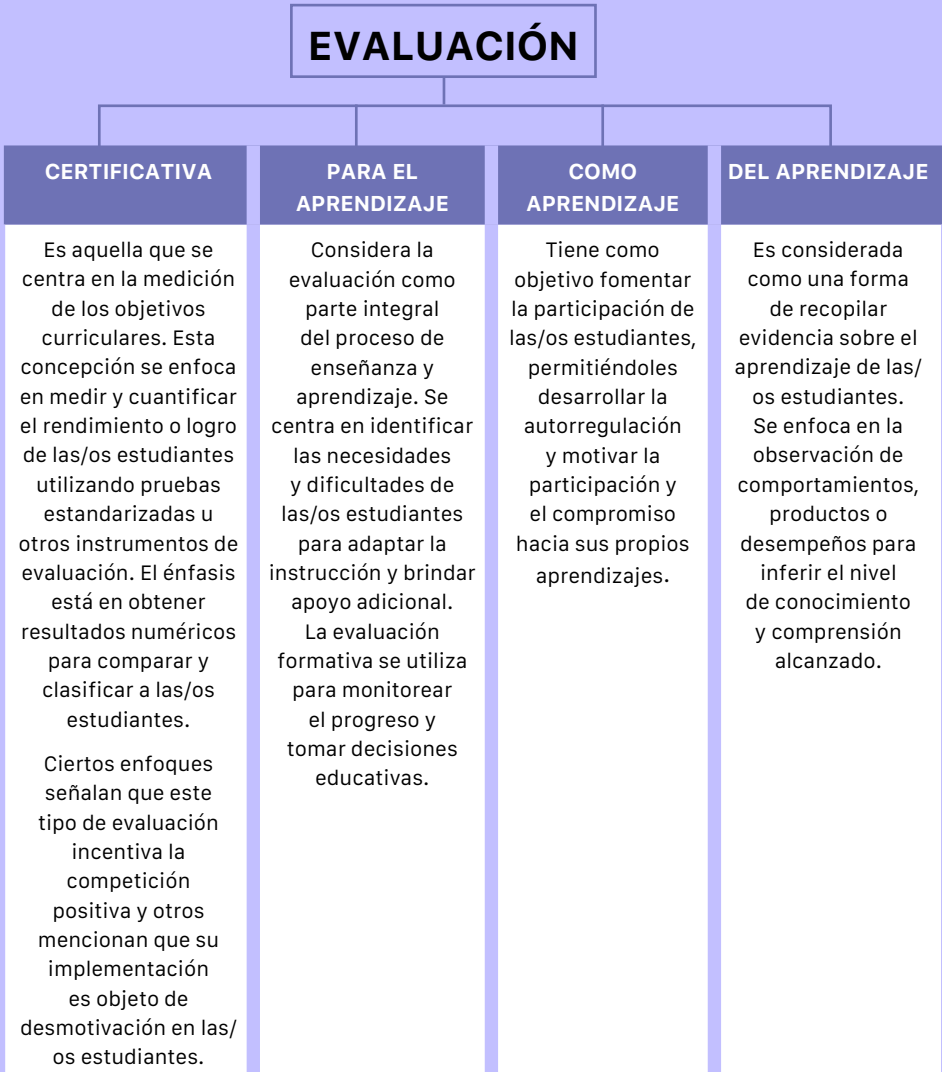 EVALUACIÓN
CERTIFICATIVA
Es aquella que se
centra en la medición
de los objetivos
curriculares. Esta
concepción se enfoca
en medir y cuantificar
el rendimiento o logro
de las/os estudiantes
utilizando pruebas
estandarizadas u
otros instrumentos de
evaluación. El énfasis
está en obtener
resultados numéricos
para comparar y
clasificar a las/os
estudiantes.
Ciertos enfoques
señalan que este
tipo de evaluación
incentiva la
competición
positiva y otros
mencionan que su
implementación
es objeto de
desmotivación en las/
os estudiantes.
PARA EL
APRENDIZAJE
Considera la
evaluación como
parte integral
del proceso de
enseñanza y
aprendizaje. Se
centra en identificar
las necesidades
y dificultades de
las/os estudiantes
para adaptar la
instrucción y brindar
apoyo adicional.
La evaluación
formativa se utiliza
para monitorear
el progreso y
tomar decisiones
educativas.
COMO
APRENDIZAJE
Tiene como
objetivo fomentar
la participación de
las/os estudiantes,
permitiéndoles
desarrollar la
autorregulación
y motivar la
participación y
el compromiso
hacia sus propios
aprendizajes.
DEL APRENDIZAJE
Es considerada
como una forma
de recopilar
evidencia sobre el
aprendizaje de las/
os estudiantes.
Se enfoca en la
observación de
comportamientos,
productos o
desempeños para
inferir el nivel
de conocimiento
y comprensión
alcanzado.